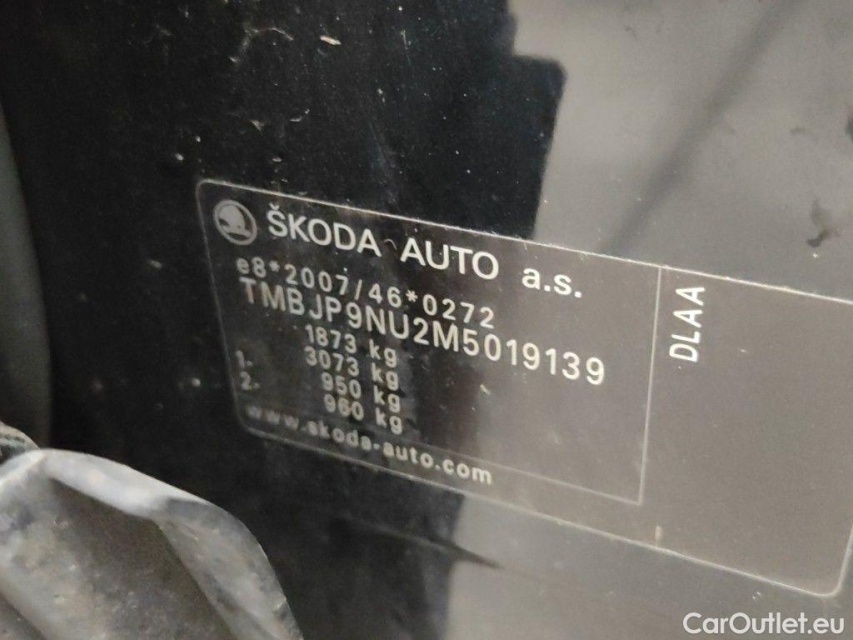 ŠKODA AUTO a.s.
e8*2007/46*0272
TMBJP9NU2M5019139
1873 kg
3073 kg
1.- 950 kg
2.- 960 kg
www.skoda-auto.com
DLAA
CarOutlet.eu